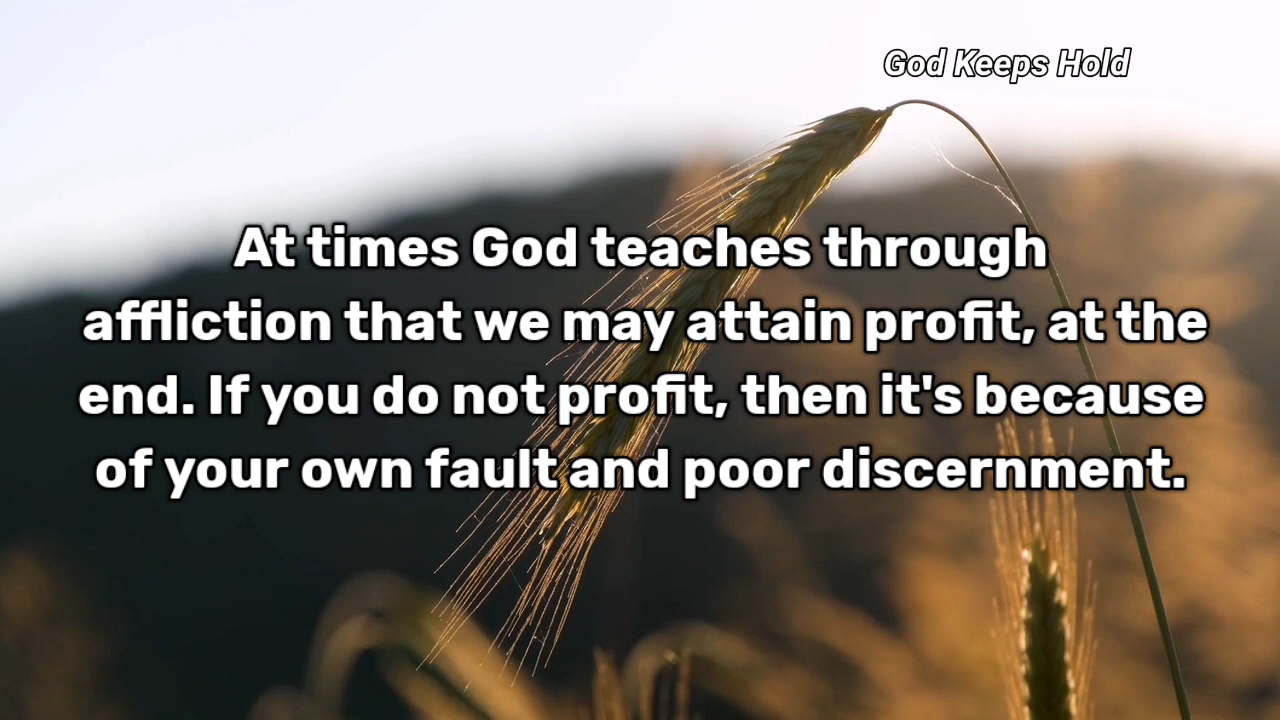 God Keeps Hold
At times God teaches through
affliction that we may attain profit, at the
end. If you do not profit, then it's because
of your own fault and poor discernment.